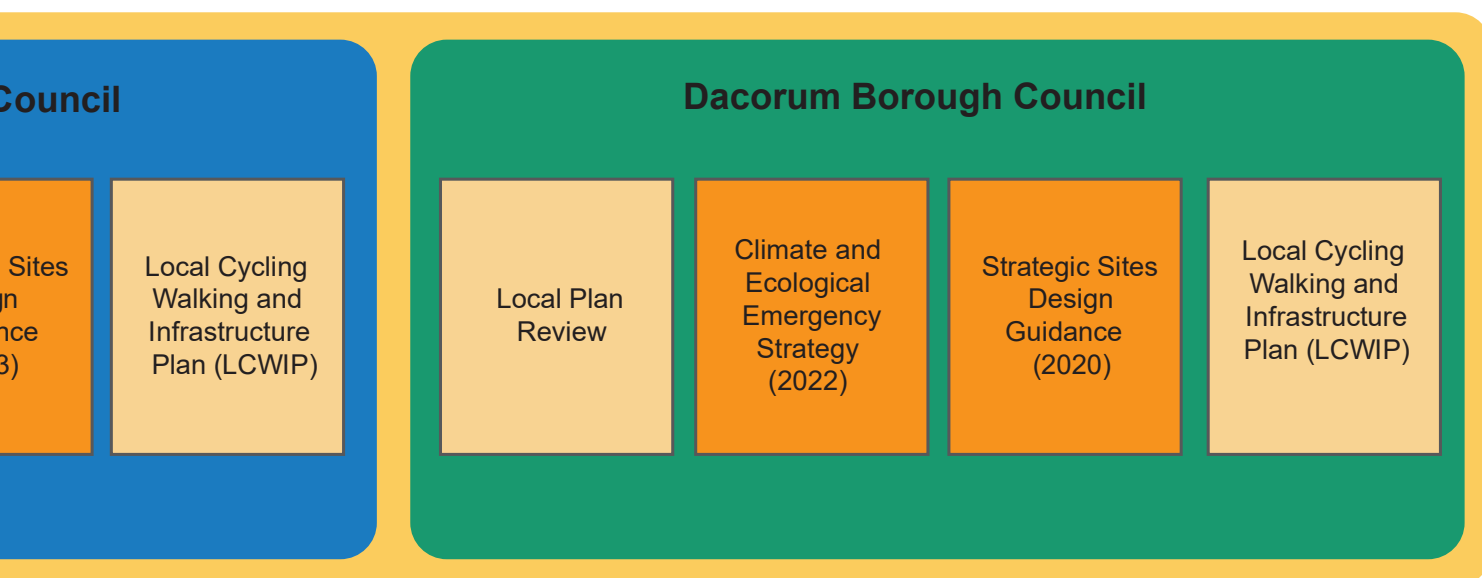 Council
Sites
Local Cycling
Walking and
Infrastructure
Plan (LCWIP)
Dacorum Borough Council
Local Plan
Review
Climate and
Ecological
Emergency
Strategy
(2022)
Strategic Sites
Design
Guidance
(2020)
Local Cycling
Walking and
Infrastructure
Plan (LCWIP)